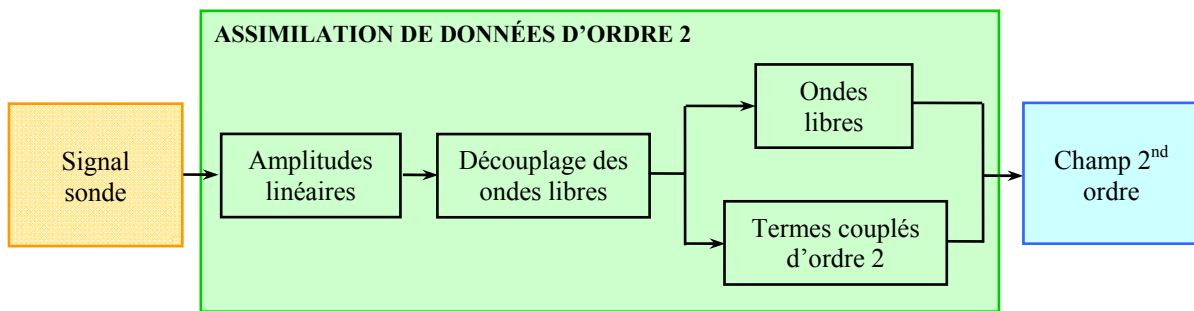 ASSIMILATION DE DONNÉES D’ORDRE 2
Signal
sonde
Amplitudes
linéaires
Découplage des
ondes libres
Ondes
libres
Termes couplés
d’ordre 2
Champ 2nd
ordre